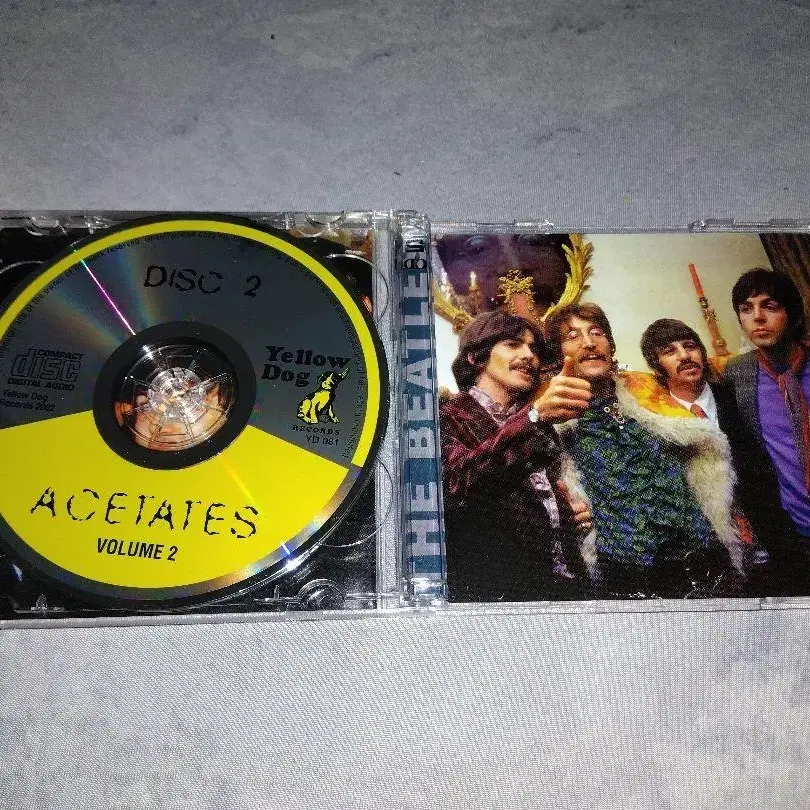 DISC 2
COMPACT
disc
DIGITAL AUDIO
Yellow Dog
Records 2002
Yellow
Dog
RECORDS
YD 081
ACETATES
VOLUME 2
THE BEATLES